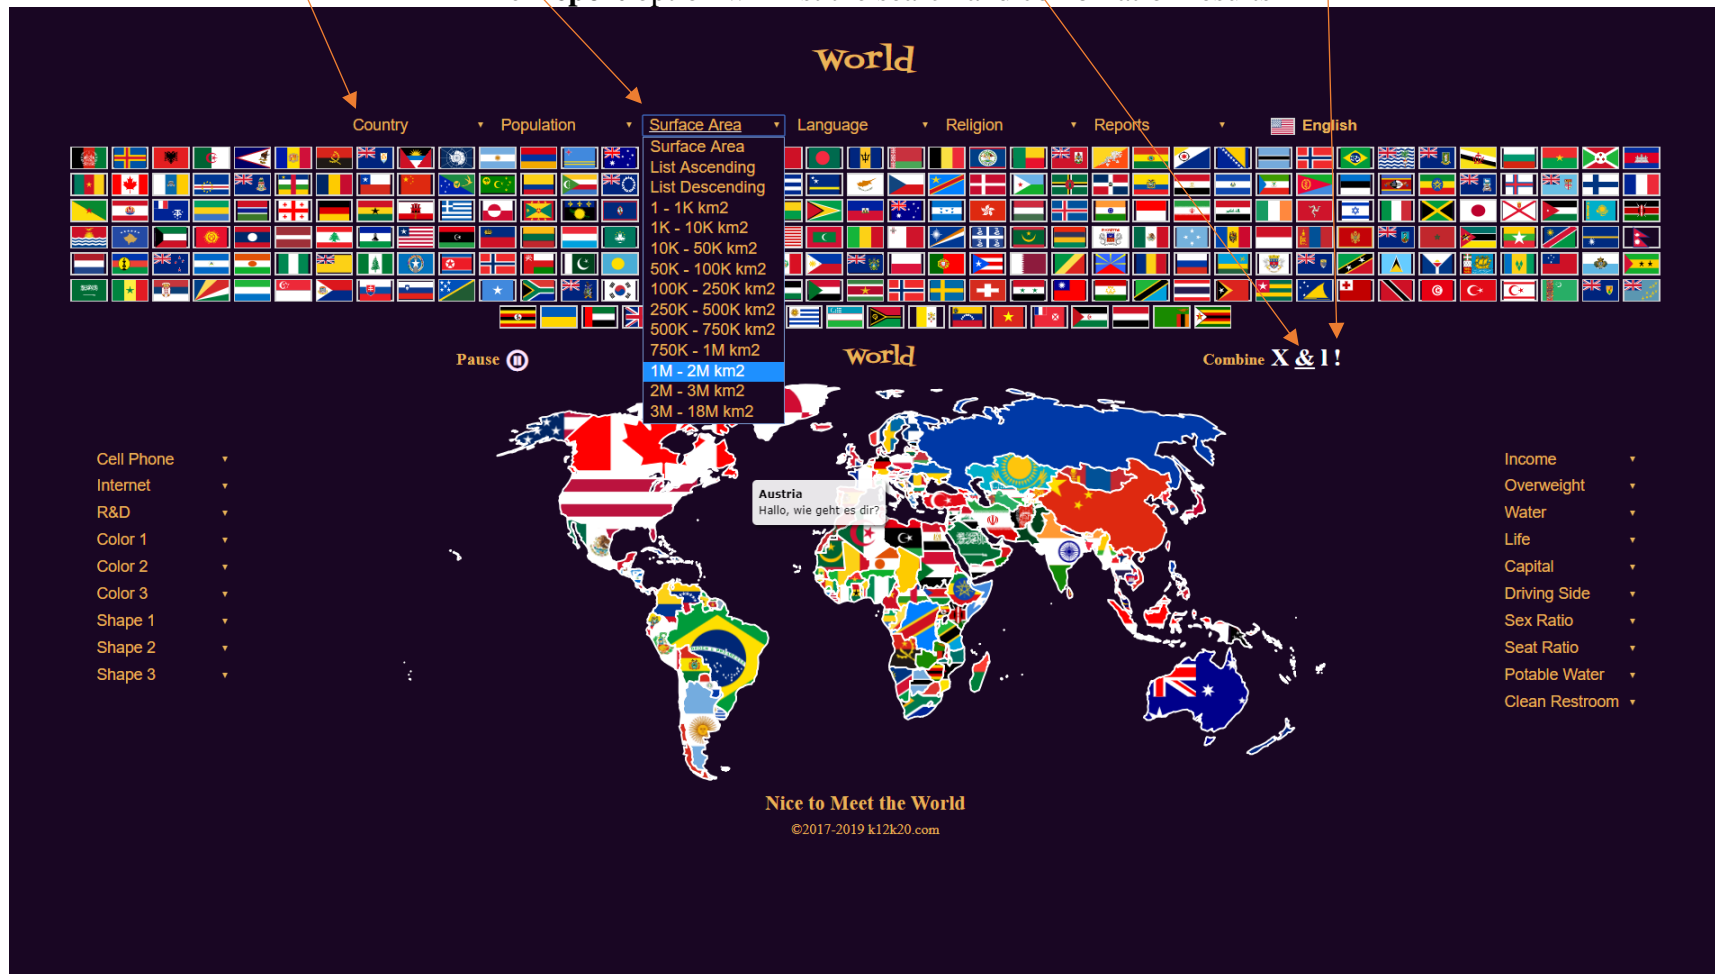 World
Country Population Surface Area Language Religion Reports English
Surface Area
List Ascending
List Descending
1 - 1K km2
1K - 10K km2
10K - 50K km2
50K - 100K km2
100K - 250K km2
250K - 500K km2
500K - 750K km2
750K - 1M km2
1M - 2M km2
2M - 3M km2
3M - 18M km2
Pause World Combine X & l !
Cell Phone
Internet
R&D
Color 1
Color 2
Color 3
Shape 1
Shape 2
Shape 3
Austria
Hallo, wie geht es dir?
Income
Overweight
Water
Life
Capital
Driving Side
Sex Ratio
Seat Ratio
Potable Water
Clean Restroom
Nice to Meet the World
©2017-2019 k12k20.com